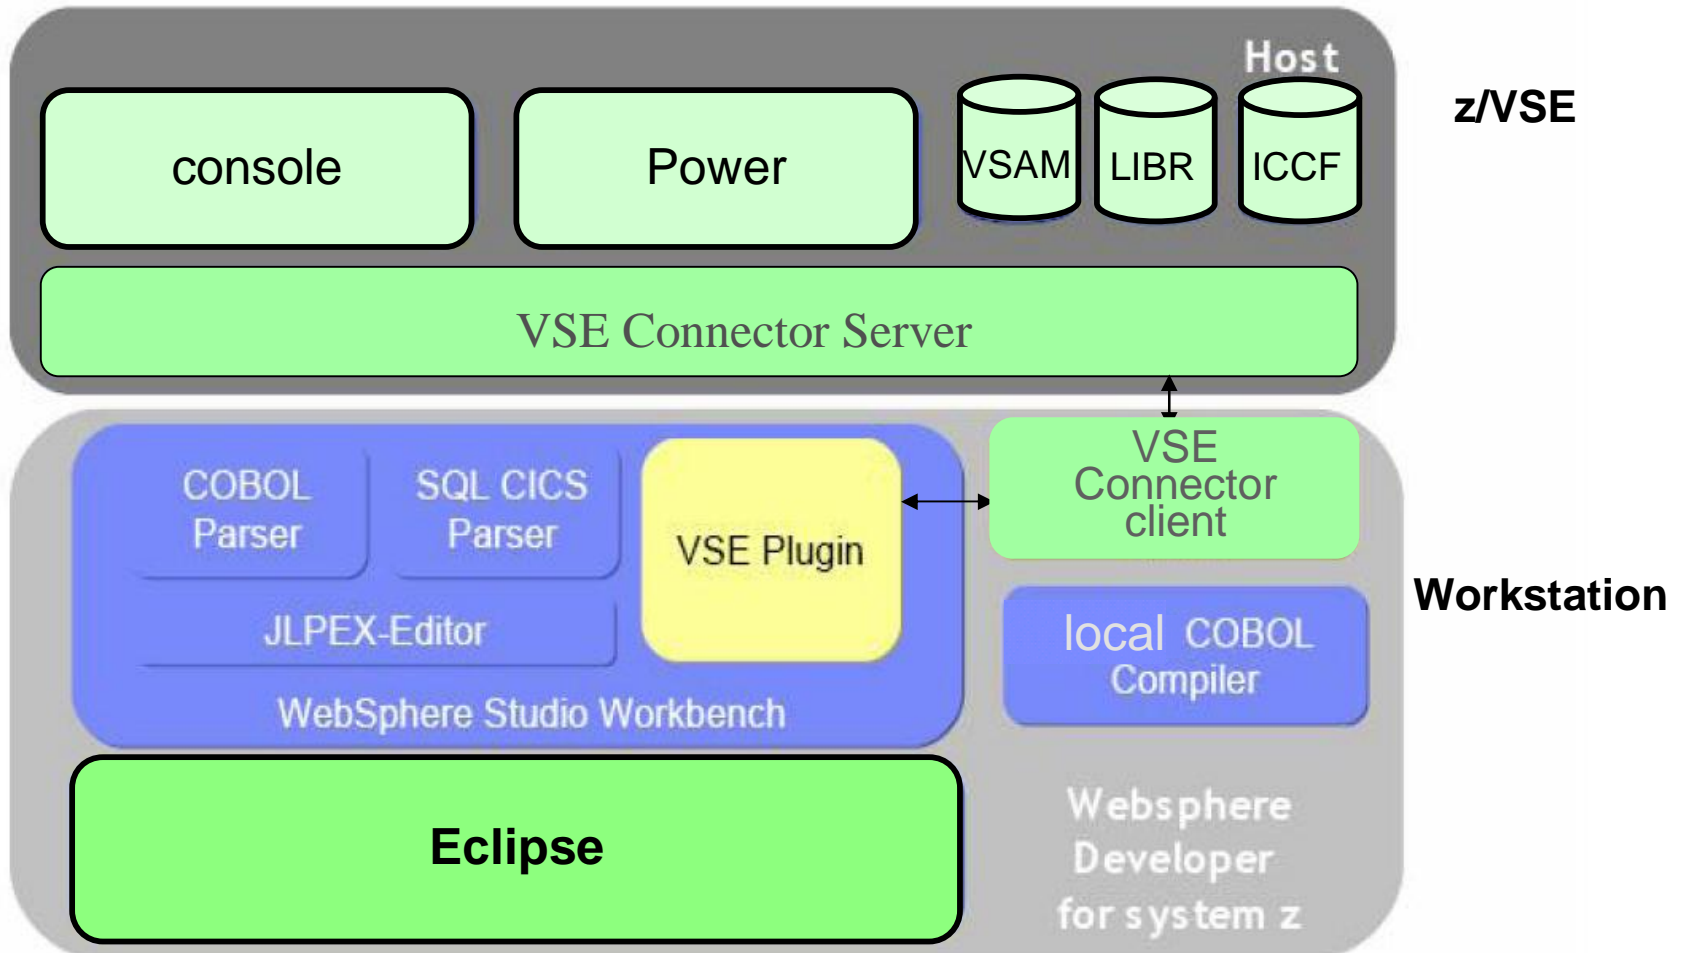 Host
z/VSE
console
Power
VSAM
LIBR
ICCF
VSE Connector Server
COBOL
Parser
SQL CICS
Parser
VSE Plugin
JLPEX-Editor
WebSphere Studio Workbench
VSE
Connector
client
local COBOL
Compiler
Workstation
Eclipse
Websphere
Developer
for system z